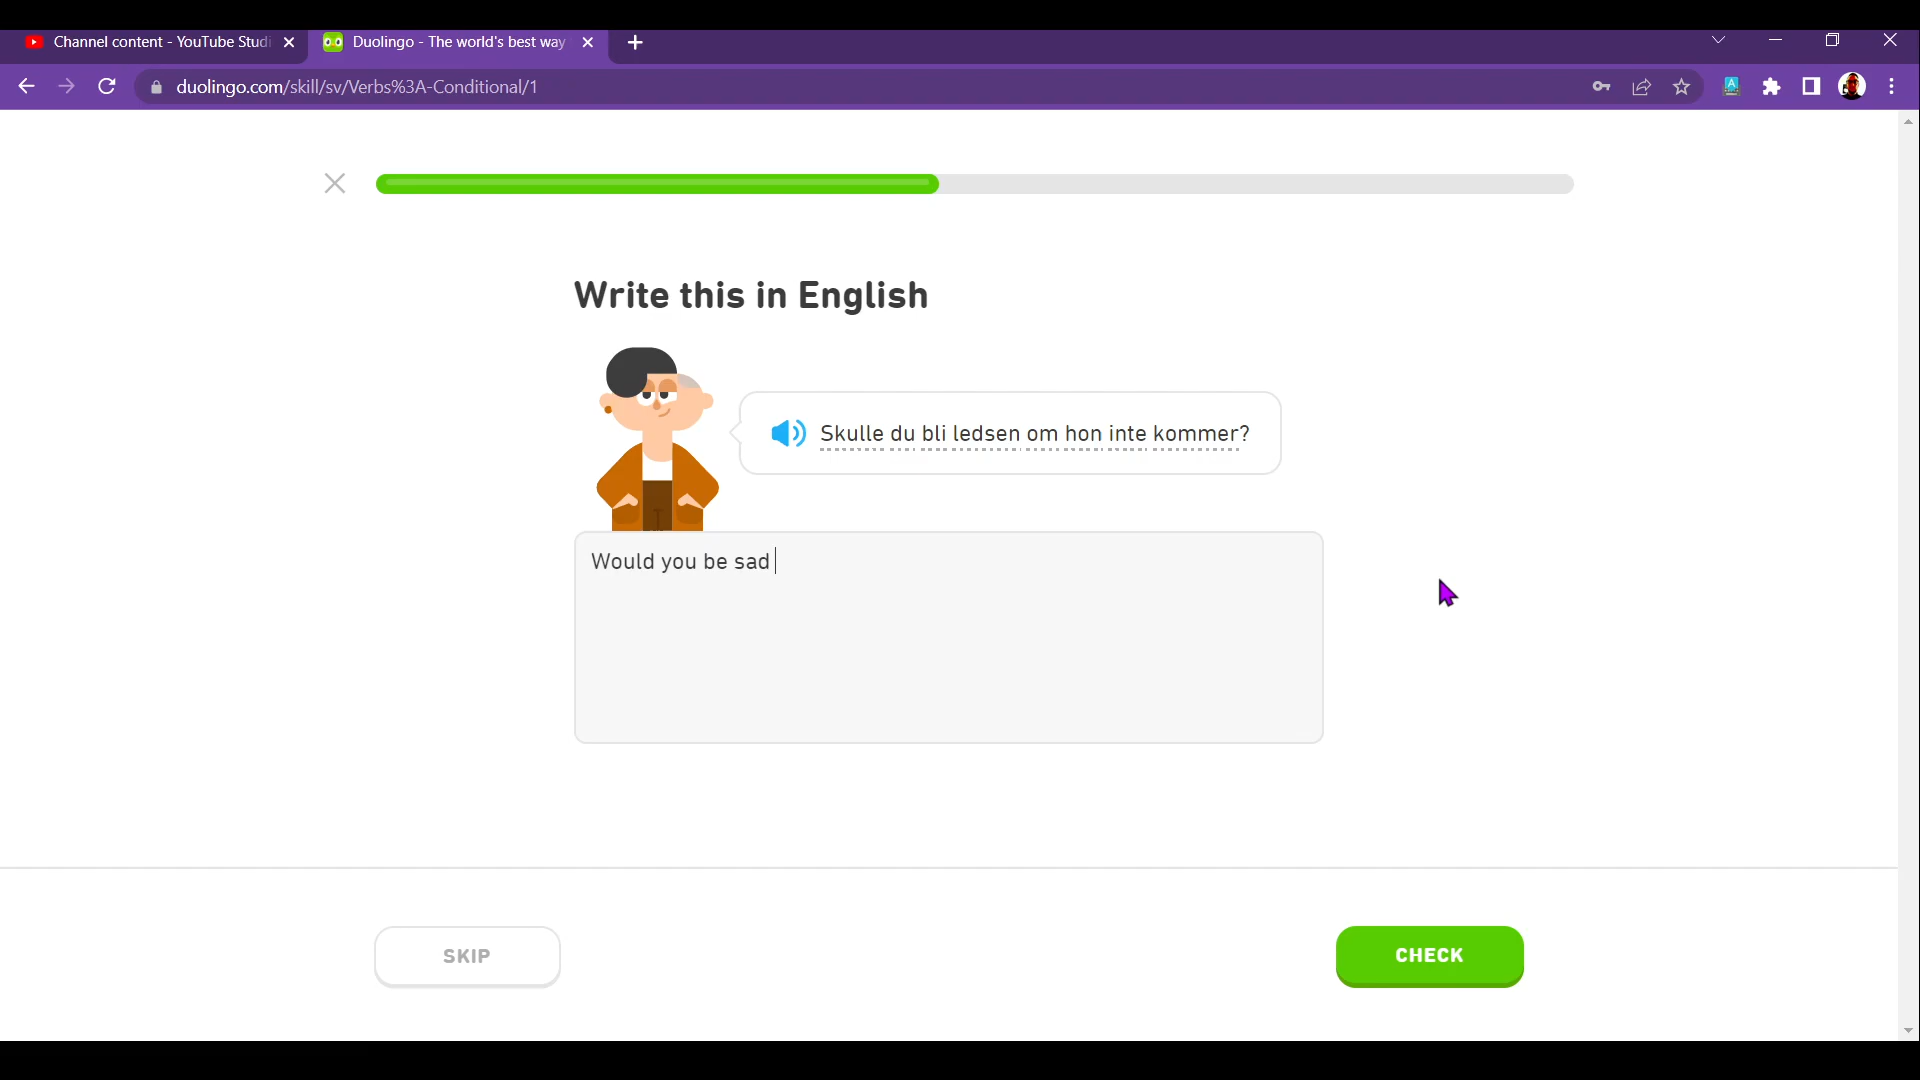 Channel content - YouTube Studi
Duolingo - The world's best way
duolingo.com/skill/sv/Verbs%3A-Conditional/1
Write this in English
Skulle du bli ledsen om hon inte kommer?
Would you be sad
SKIP
CHECK